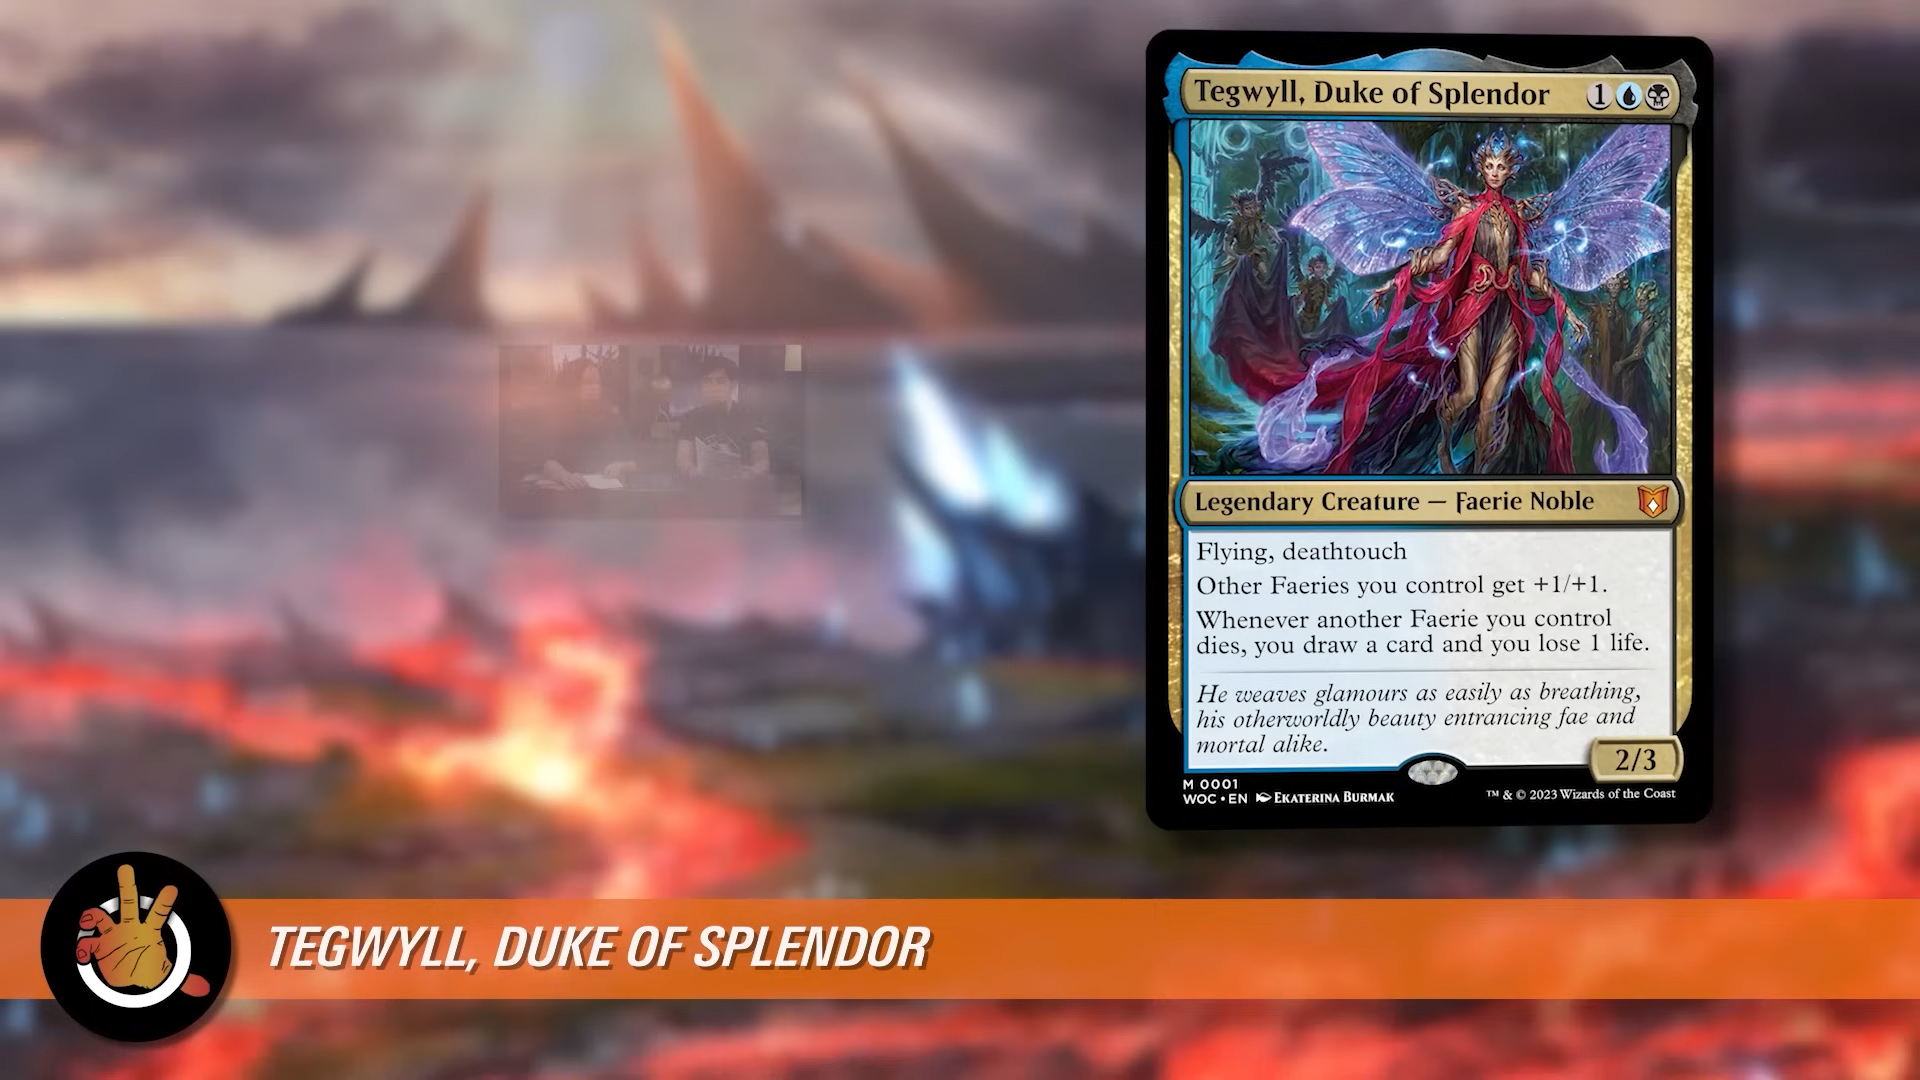 Tegwyll, Duke of Splendor 1
Legendary Creature — Faerie Noble
Flying, deathtouch
Other Faeries you control get +1/+1.
Whenever another Faerie you control
dies, you draw a card and you lose 1 life.
He weaves glamours as easily as breathing,
his otherworldly beauty entrancing fae and
mortal alike.
2/3
M 0001
WOC • EN EKATERINA BURMAK
™ & © 2023 Wizards of the Coast
TEGWYLL, DUKE OF SPLENDOR